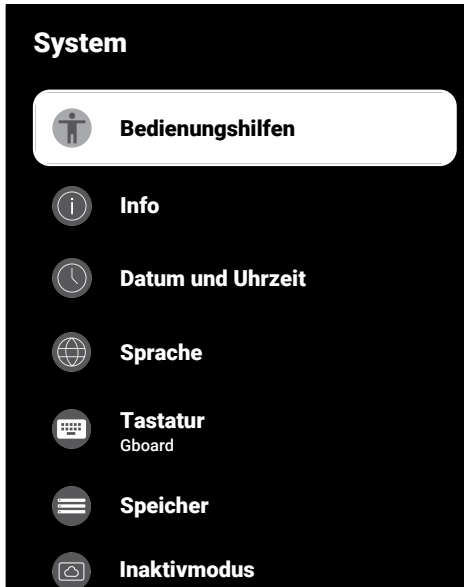 System
Bedienungshilfen
Info
Datum und Uhrzeit
Sprache
Tastatur
Gboard
Speicher
Inaktivmodus